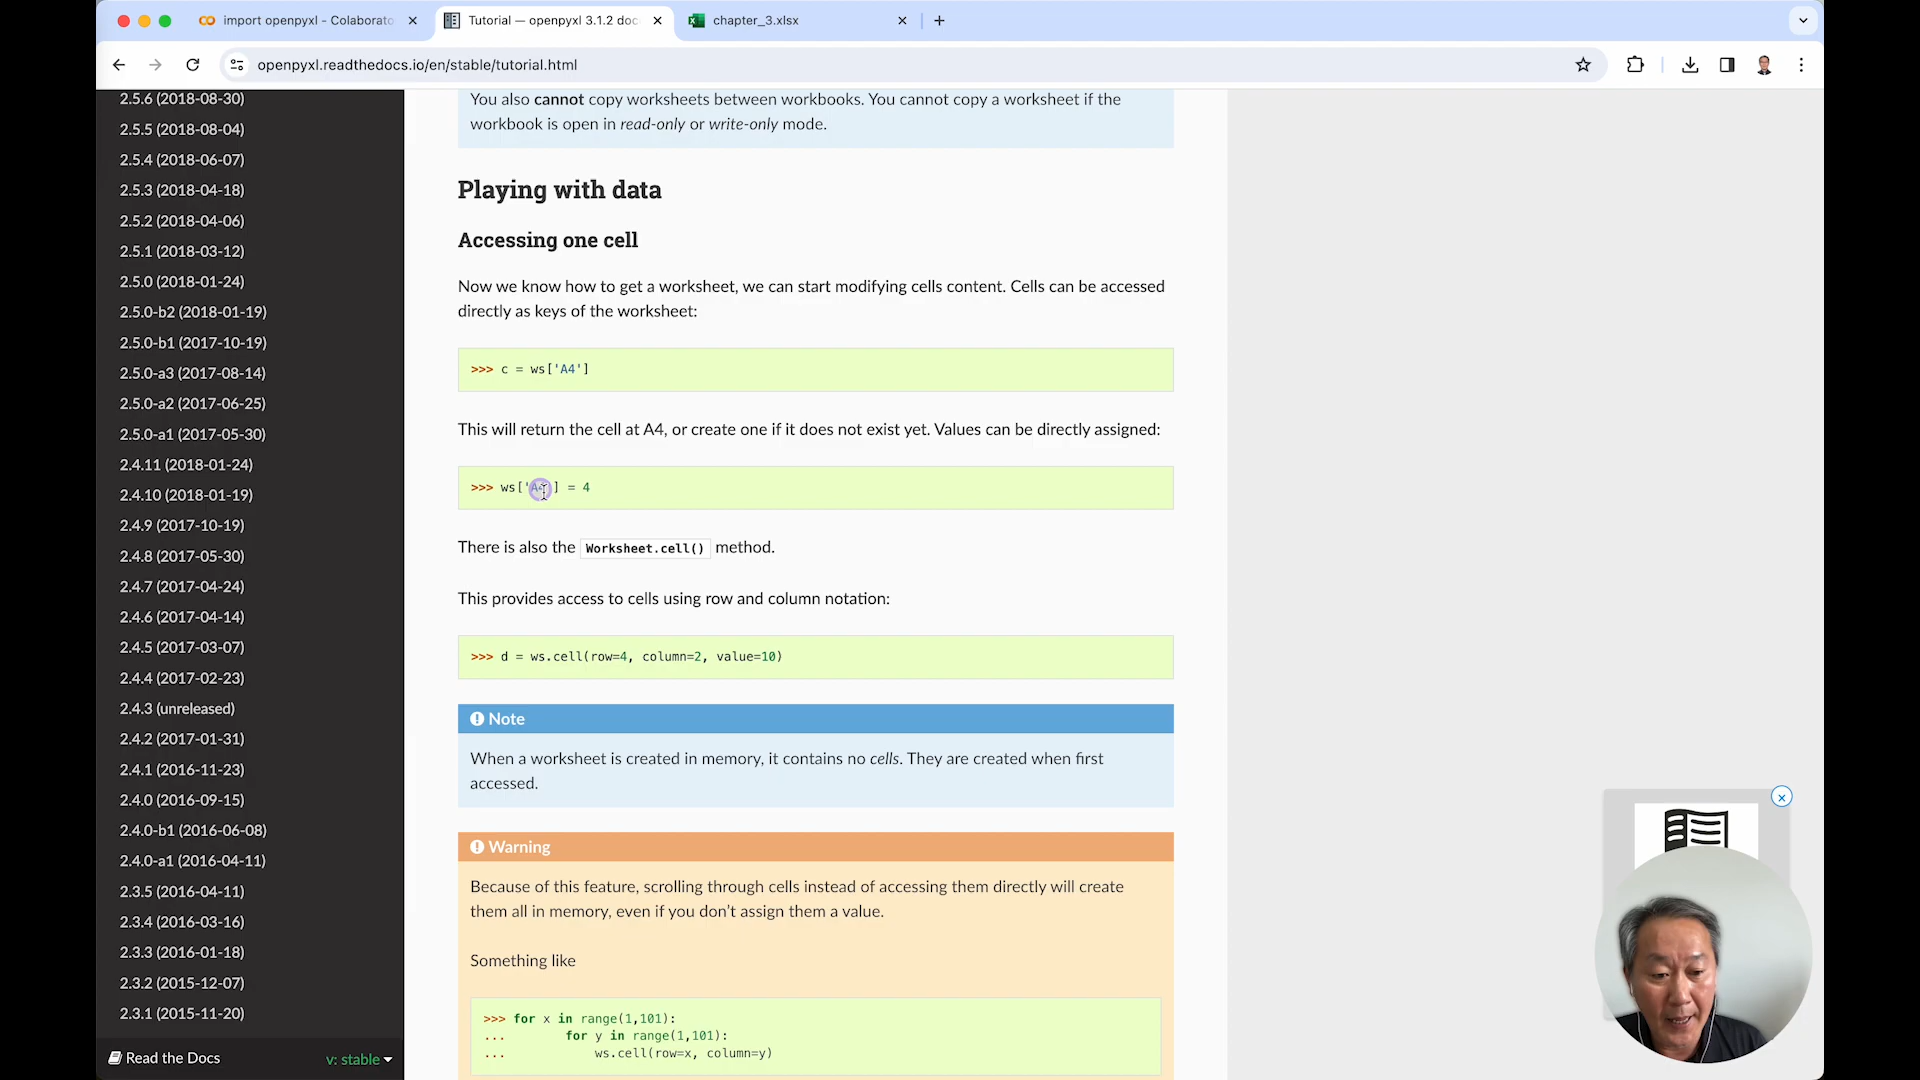 import openpyxl - Colaborato
Tutorial — openpyxl 3.1.2 doc
chapter_3.xlsx
openpyxl.readthedocs.io/en/stable/tutorial.html
2.5.6 (2018-08-30)
2.5.5 (2018-08-04)
2.5.4 (2018-06-07)
2.5.3 (2018-04-18)
2.5.2 (2018-04-06)
2.5.1 (2018-03-12)
2.5.0 (2018-01-24)
2.5.0-b2 (2018-01-19)
2.5.0-b1 (2017-10-19)
2.5.0-a3 (2017-08-14)
2.5.0-a2 (2017-06-25)
2.5.0-a1 (2017-05-30)
2.4.11 (2018-01-24)
2.4.10 (2018-01-19)
2.4.9 (2017-10-19)
2.4.8 (2017-05-30)
2.4.7 (2017-04-24)
2.4.6 (2017-04-14)
2.4.5 (2017-03-07)
2.4.4 (2017-02-23)
2.4.3 (unreleased)
2.4.2 (2017-01-31)
2.4.1 (2016-11-23)
2.4.0 (2016-09-15)
2.4.0-b1 (2016-06-08)
2.4.0-a1 (2016-04-11)
2.3.5 (2016-04-11)
2.3.4 (2016-03-16)
2.3.3 (2016-01-18)
2.3.2 (2015-12-07)
2.3.1 (2015-11-20)
Read the Docs
v: stable
You also cannot copy worksheets between workbooks. You cannot copy a worksheet if the
workbook is open in read-only or write-only mode.
Playing with data
Accessing one cell
Now we know how to get a worksheet, we can start modifying cells content. Cells can be accessed
directly as keys of the worksheet:
>>> c = ws['A4']
This will return the cell at A4, or create one if it does not exist yet. Values can be directly assigned:
>>> ws[' ] = 4
There is also the Worksheet.cell() method.
This provides access to cells using row and column notation:
>>> d = ws.cell(row=4, column=2, value=10)
Note
When a worksheet is created in memory, it contains no cells. They are created when first
accessed.
Warning
Because of this feature, scrolling through cells instead of accessing them directly will create
them all in memory, even if you don't assign them a value.
Something like
>>> for x in range(1,101):
... for y in range(1,101):
... ws.cell(row=x, column=y)